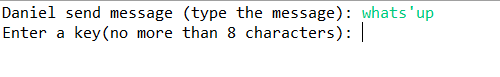 Daniel send message (type the message): whats'up
Enter a key(no more than 8 characters):